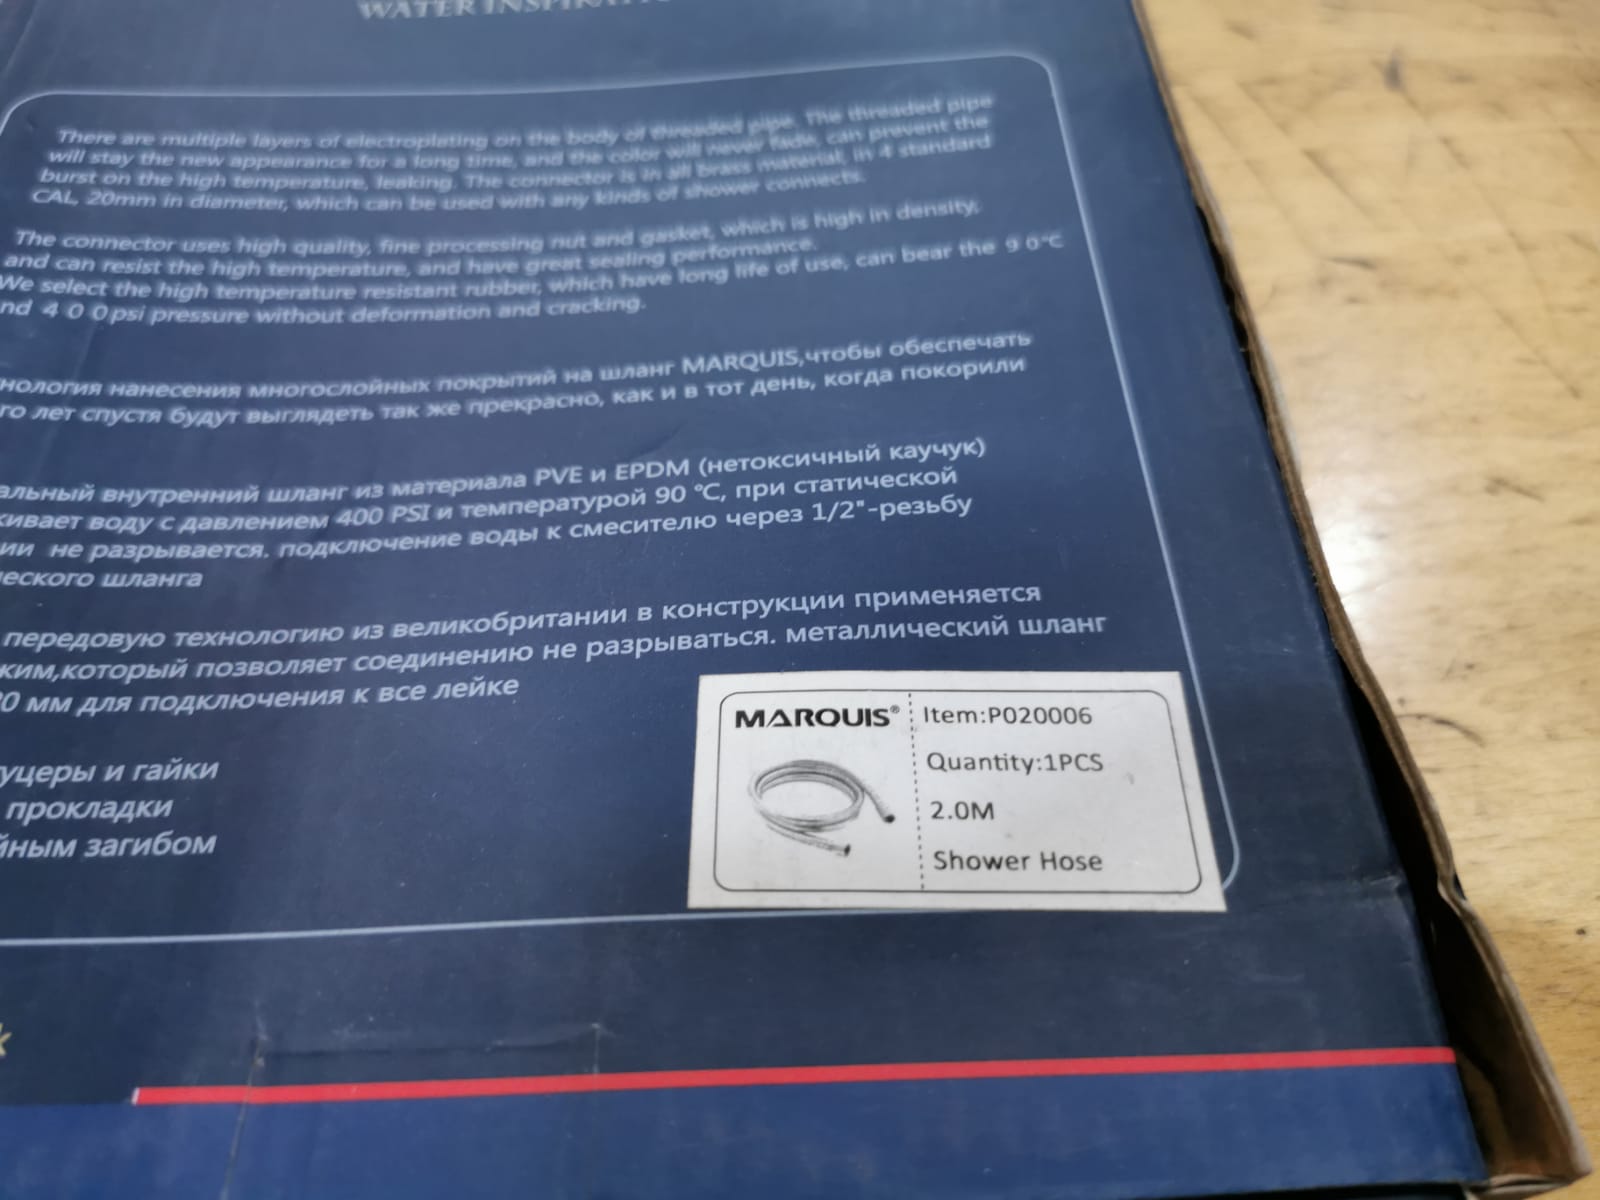 WATER INSPIRATIO
There are multiple layers of electroplating on the body of threaded pipe. The threaded pipe
will stay the new appearance for a long time, and the color will never fade, can prevent the
burst on the high temperature, leaking. The connector is in all brass material, in 4 standard
CAL, 20mm in diameter, which can be used with any kinds of shower connects.
The connector uses high quality, fine processing nut and gasket, which is high in density,
and can resist the high temperature, and have great sealing performance.
We select the high temperature resistant rubber, which have long life of use, can bear the 9 0℃
nd 4 0 0psi pressure without deformation and cracking.
нология нанесения многослойных покрытий на шланг MARQUIS,чтобы обеспечать
го лет спустя будут выглядеть так же прекрасно, как и в тот день, когда покорили
альный внутренний шланг из материала PVE и EPDM (нетоксичный каучук)
кивает воду с давлением 400 PSI и температурой 90 °C, при статической
ии не разрывается. подключение воды к смесителю через 1/2"-резьбу
еского шланга
передовую технологию из великобритании в конструкции применяется
жим,который позволяет соединению не разрываться. металлический шланг
20 мм для подключения к все лейке
уцеры и гайки
прокладки
йным загибом
MARQUIS®
Item:P020006
Quantity:1PCS
2.0M
Shower Hose
k